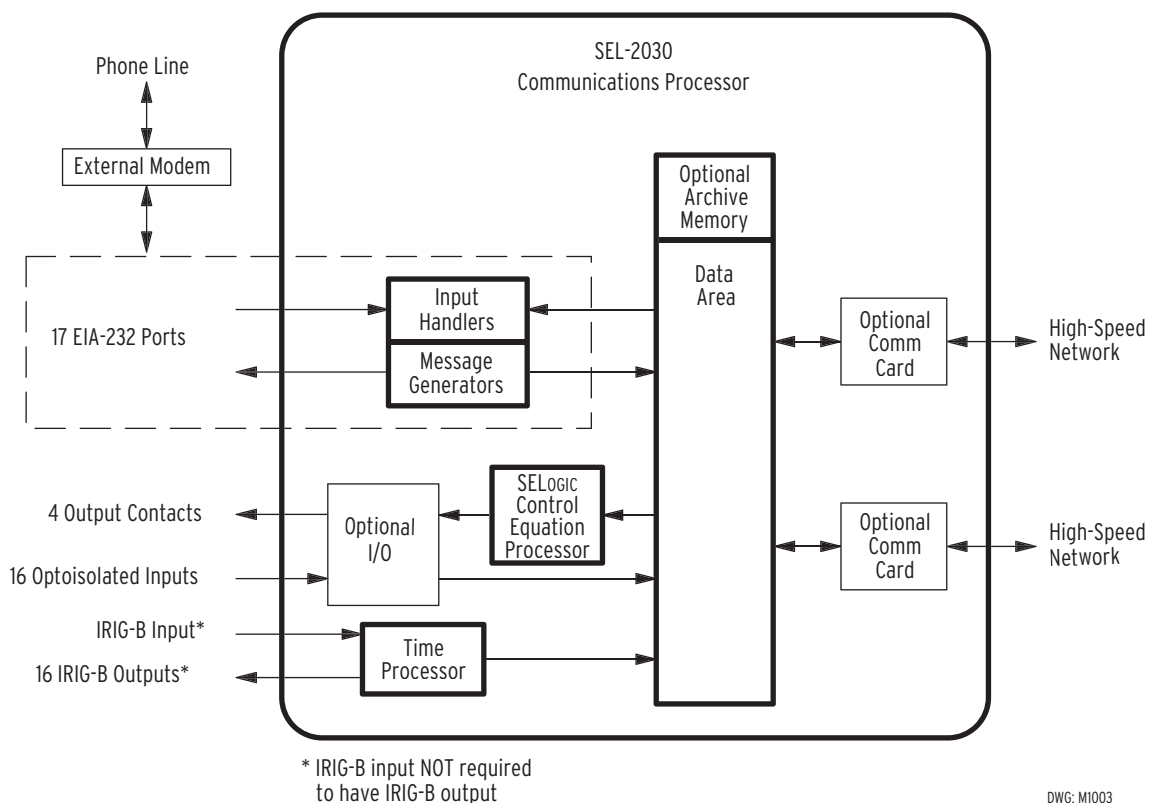 SEL-2030
Communications Processor
Phone Line
External Modem
Optional
Archive
Memory
Data
Area
17 EIA-232 Ports
Input
Handlers
Message
Generators
Optional
Comm
Card
High-Speed
Network
4 Output Contacts
16 Optoisolated Inputs
Optional
I/O
SELOGIC
Control
Equation
Processor
Optional
Comm
Card
High-Speed
Network
IRIG-B Input*
16 IRIG-B Outputs*
Time
Processor
* IRIG-B input NOT required
to have IRIG-B output
DWG: M1003